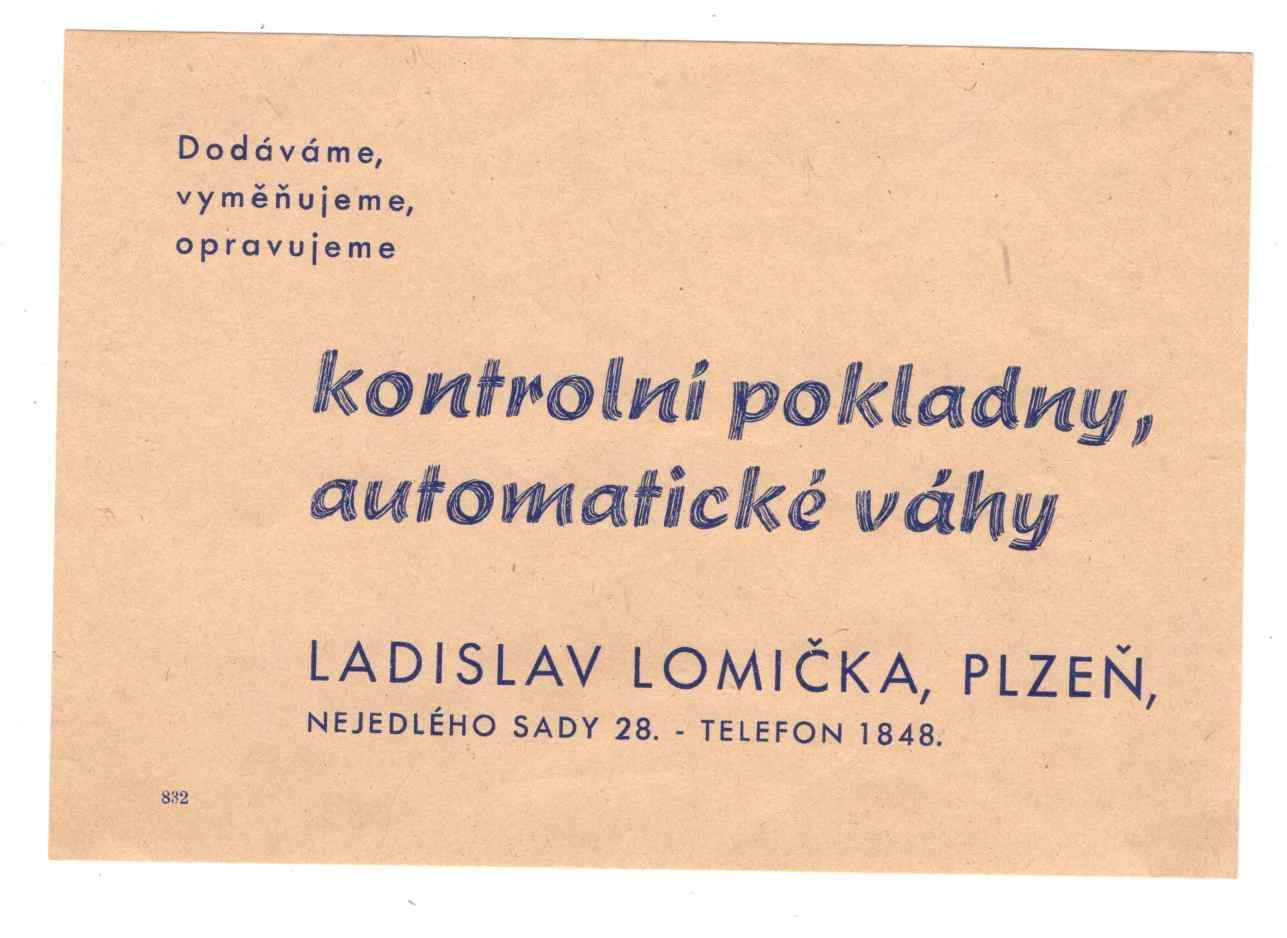 Dodáváme,
vyměňujeme,
opravujeme
kontrolní pokladny,
automatické váhy
LADISLAV LOMIČKA, PLZEŇ,
NEJEDLÉHO SADY 28. - TELEFON 1848.
832